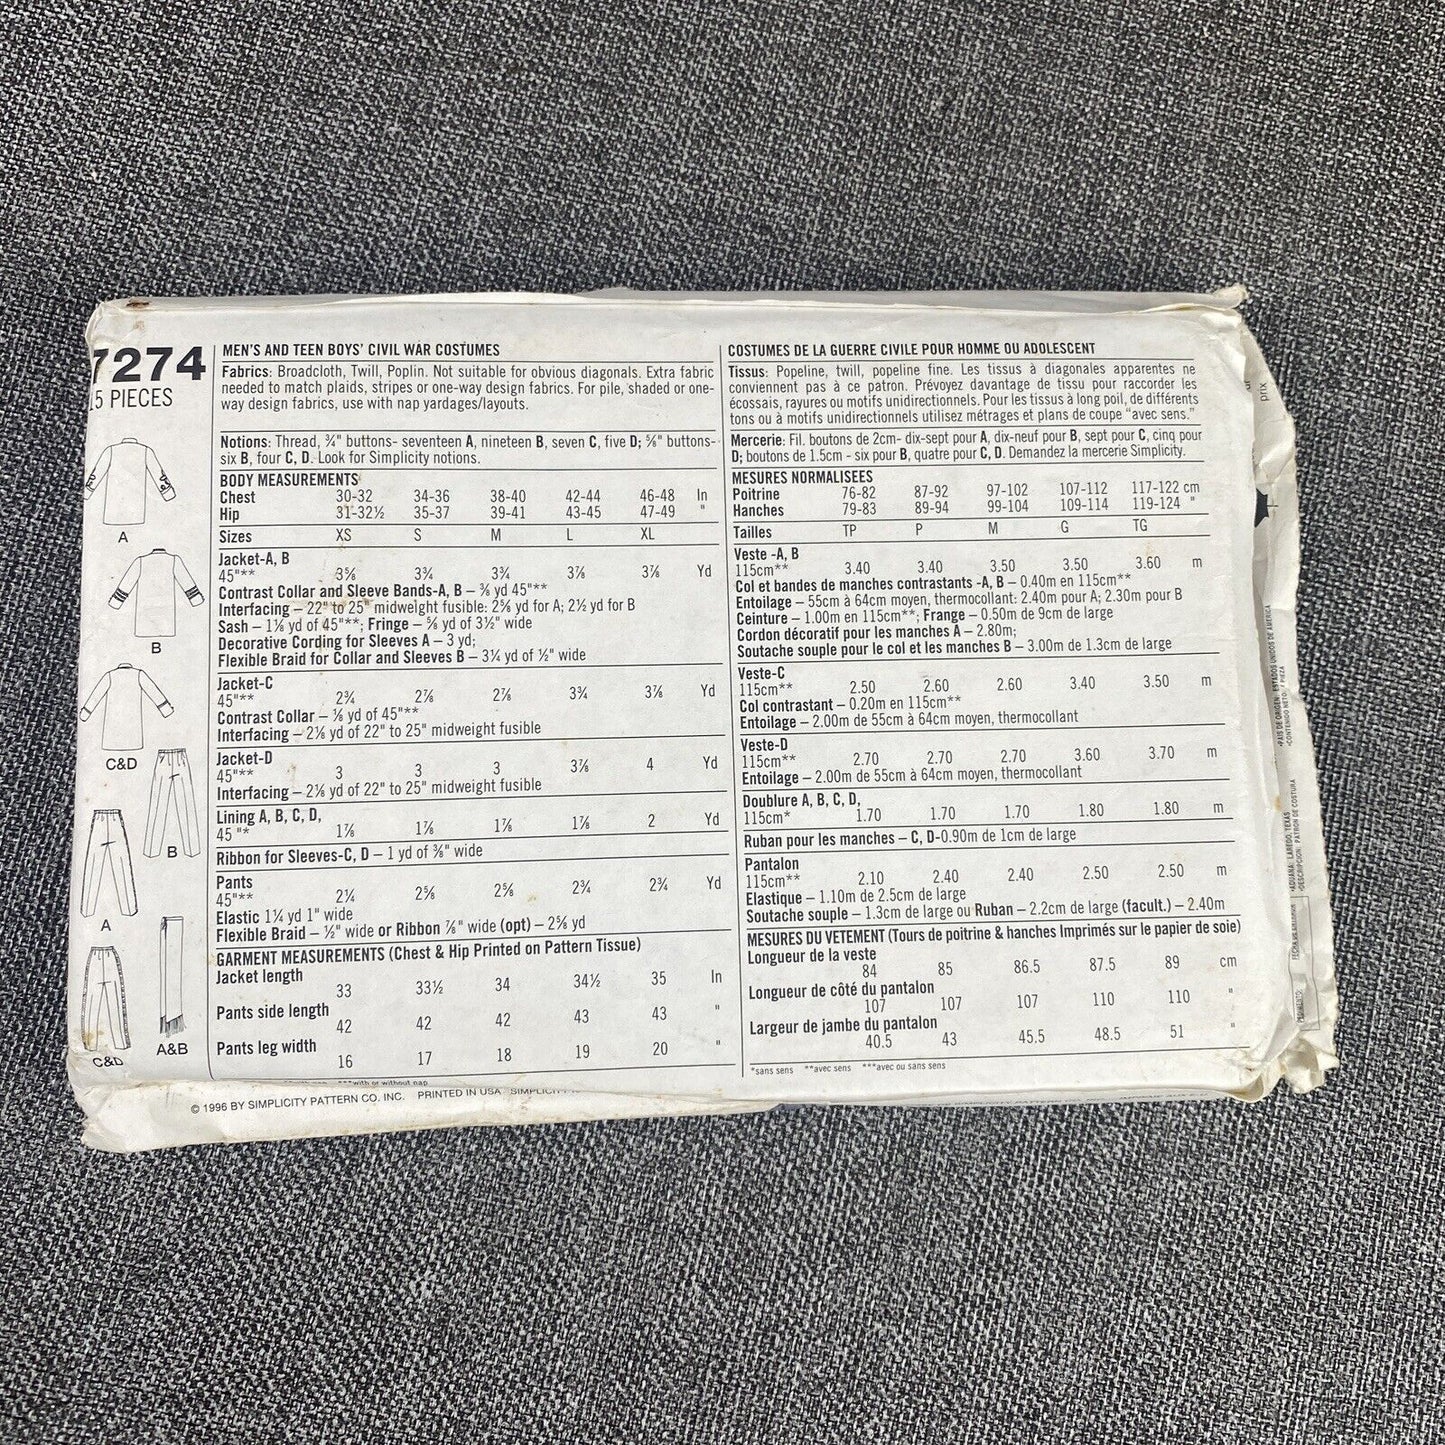 7274
15 PIECES
A
B
C&D
B
A
C&D
A&B
MEN'S AND TEEN BOYS' CIVIL WAR COSTUMES
Fabrics: Broadcloth, Twill, Poplin. Not suitable for obvious diagonals. Extra fabric
needed to match plaids, stripes or one-way design fabrics. For pile, shaded or one-
way design fabrics, use with nap yardages/layouts.
Notions: Thread, ¾" buttons- seventeen A, nineteen B, seven C, five D; ⅝" buttons-
six B, four C, D. Look for Simplicity notions.
BODY MEASUREMENTS
Chest 30-32 34-36 38-40 42-44 46-48 In
Hip 31-32½ 35-37 39-41 43-45 47-49 "
Sizes XS S M L XL
Jacket-A, B
45"** 3⅝ 3¾ 3¾ 3⅞ 3⅞ Yd
Contrast Collar and Sleeve Bands-A, B – ⅜ yd 45"**
Interfacing – 22" to 25" midweight fusible: 2⅝ yd for A; 2½ yd for B
Sash – 1⅛ yd of 45"**; Fringe – ⅝ yd of 3½" wide
Decorative Cording for Sleeves A – 3 yd;
Flexible Braid for Collar and Sleeves B – 3¼ yd of ½" wide
Jacket-C
45"** 2¾ 2⅞ 2⅞ 3¾ 3⅞ Yd
Contrast Collar – ⅛ yd of 45"**
Interfacing – 2⅛ yd of 22" to 25" midweight fusible
Jacket-D
45"** 3 3 3 3⅞ 4 Yd
Interfacing – 2⅛ yd of 22" to 25" midweight fusible
Lining A, B, C, D,
45 "* 1⅞ 1⅞ 1⅞ 1⅞ 2 Yd
Ribbon for Sleeves-C, D – 1 yd of ⅜" wide
Pants
45"** 2¼ 2⅝ 2⅝ 2¾ 2¾ Yd
Elastic 1¼ yd 1" wide
Flexible Braid – ½" wide or Ribbon ⅞" wide (opt) – 2⅝ yd
GARMENT MEASUREMENTS (Chest & Hip Printed on Pattern Tissue)
Jacket length
33 33½ 34 34½ 35 In
Pants side length
42 42 42 43 43 "
Pants leg width
16 17 18 19 20 "
***with or without nap
© 1996 BY SIMPLICITY PATTERN CO. INC. PRINTED IN USA
COSTUMES DE LA GUERRE CIVILE POUR HOMME OU ADOLESCENT
Tissus: Popeline, twill, popeline fine. Les tissus à diagonales apparentes ne
conviennent pas à ce patron. Prévoyez davantage de tissu pour raccorder les
écossais, rayures ou motifs unidirectionnels. Pour les tissus à long poil, de différents
tons ou à motifs unidirectionnels utilisez métrages et plans de coupe "avec sens."
Mercerie: Fil. boutons de 2cm- dix-sept pour A, dix-neuf pour B, sept pour C, cinq pour
D; boutons de 1.5cm - six pour B, quatre pour C, D. Demandez la mercerie Simplicity.
MESURES NORMALISEES
Poitrine 76-82 87-92 97-102 107-112 117-122 cm
Hanches 79-83 89-94 99-104 109-114 119-124 "
Tailles TP P M G TG
Veste -A, B
115cm** 3.40 3.40 3.50 3.50 3.60 m
Col et bandes de manches contrastants -A, B – 0.40m en 115cm**
Entoilage – 55cm à 64cm moyen, thermocollant: 2.40m pour A; 2.30m pour B
Ceinture – 1.00m en 115cm**; Frange – 0.50m de 9cm de large
Cordon décoratif pour les manches A – 2.80m;
Soutache souple pour le col et les manches B – 3.00m de 1.3cm de large
Veste-C
115cm** 2.50 2.60 2.60 3.40 3.50 m
Col contrastant – 0.20m en 115cm**
Entoilage – 2.00m de 55cm à 64cm moyen, thermocollant
Veste-D
115cm** 2.70 2.70 2.70 3.60 3.70 m
Entoilage – 2.00m de 55cm à 64cm moyen, thermocollant
Doublure A, B, C, D,
115cm* 1.70 1.70 1.70 1.80 1.80 m
Ruban pour les manches – C, D-0.90m de 1cm de large
Pantalon
115cm** 2.10 2.40 2.40 2.50 2.50 m
Elastique – 1.10m de 2.5cm de large
Soutache souple – 1.3cm de large ou Ruban – 2.2cm de large (facult.) – 2.40m
MESURES DU VETEMENT (Tours de poitrine & hanches Imprimés sur le papier de soie)
Longueur de la veste
84 85 86.5 87.5 89 cm
Longueur de côté du pantalon
107 107 107 110 110 "
Largeur de jambe du pantalon
40.5 43 45.5 48.5 51 "
*sans sens **avec sens ***avec ou sans sens
prix
•PAIS DE ORIGEN: ESTADOS UNIDOS DE AMERICA
•CONTENIDO NETO: 1 PIEZA
•ADUANA: LAREDO, TEXAS
•DESCRIPCION: PATRON DE COSTURA